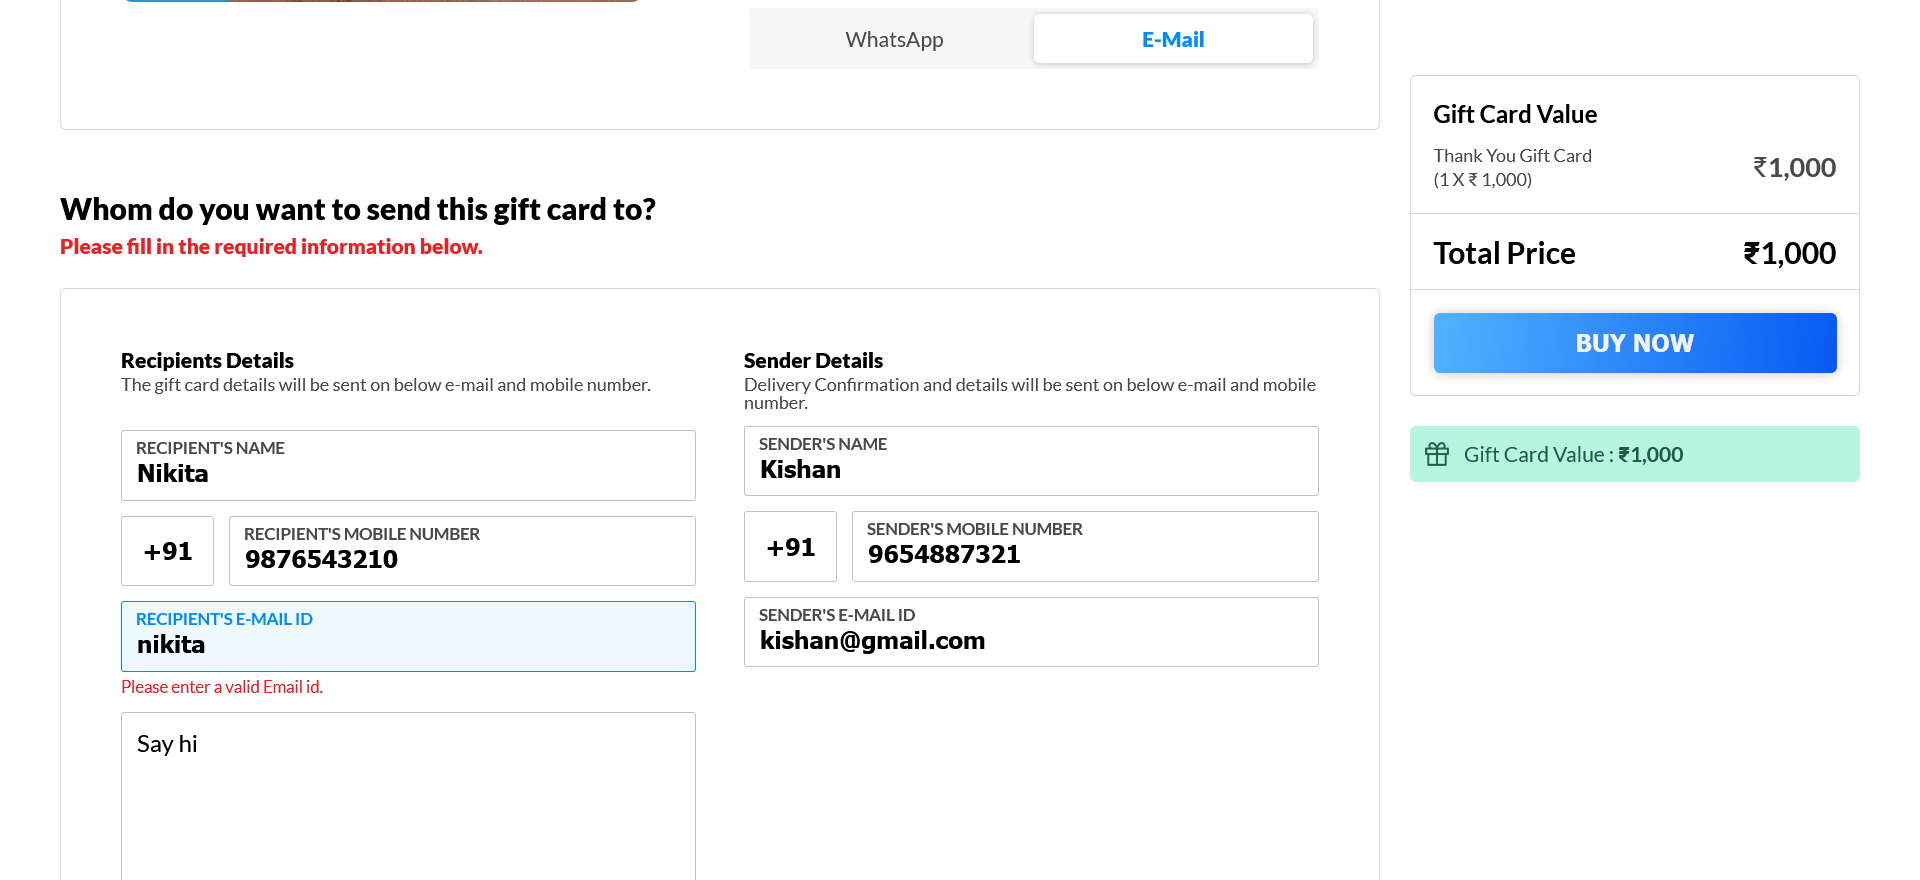 WhatsApp
E-Mail
Whom do you want to send this gift card to?
Please fill in the required information below.
Recipients Details
The gift card details will be sent on below e-mail and mobile number.
RECIPIENT'S NAME
Nikita
+91
RECIPIENT'S MOBILE NUMBER
9876543210
RECIPIENT'S E-MAIL ID
nikita
Please enter a valid Email id.
Say hi
Sender Details
Delivery Confirmation and details will be sent on below e-mail and mobile
number.
SENDER'S NAME
Kishan
+91
SENDER'S MOBILE NUMBER
9654887321
SENDER'S E-MAIL ID
kishan@gmail.com
Gift Card Value
Thank You Gift Card
(1 X ₹ 1,000)
₹1,000
Total Price
₹1,000
BUY NOW
Gift Card Value : ₹1,000